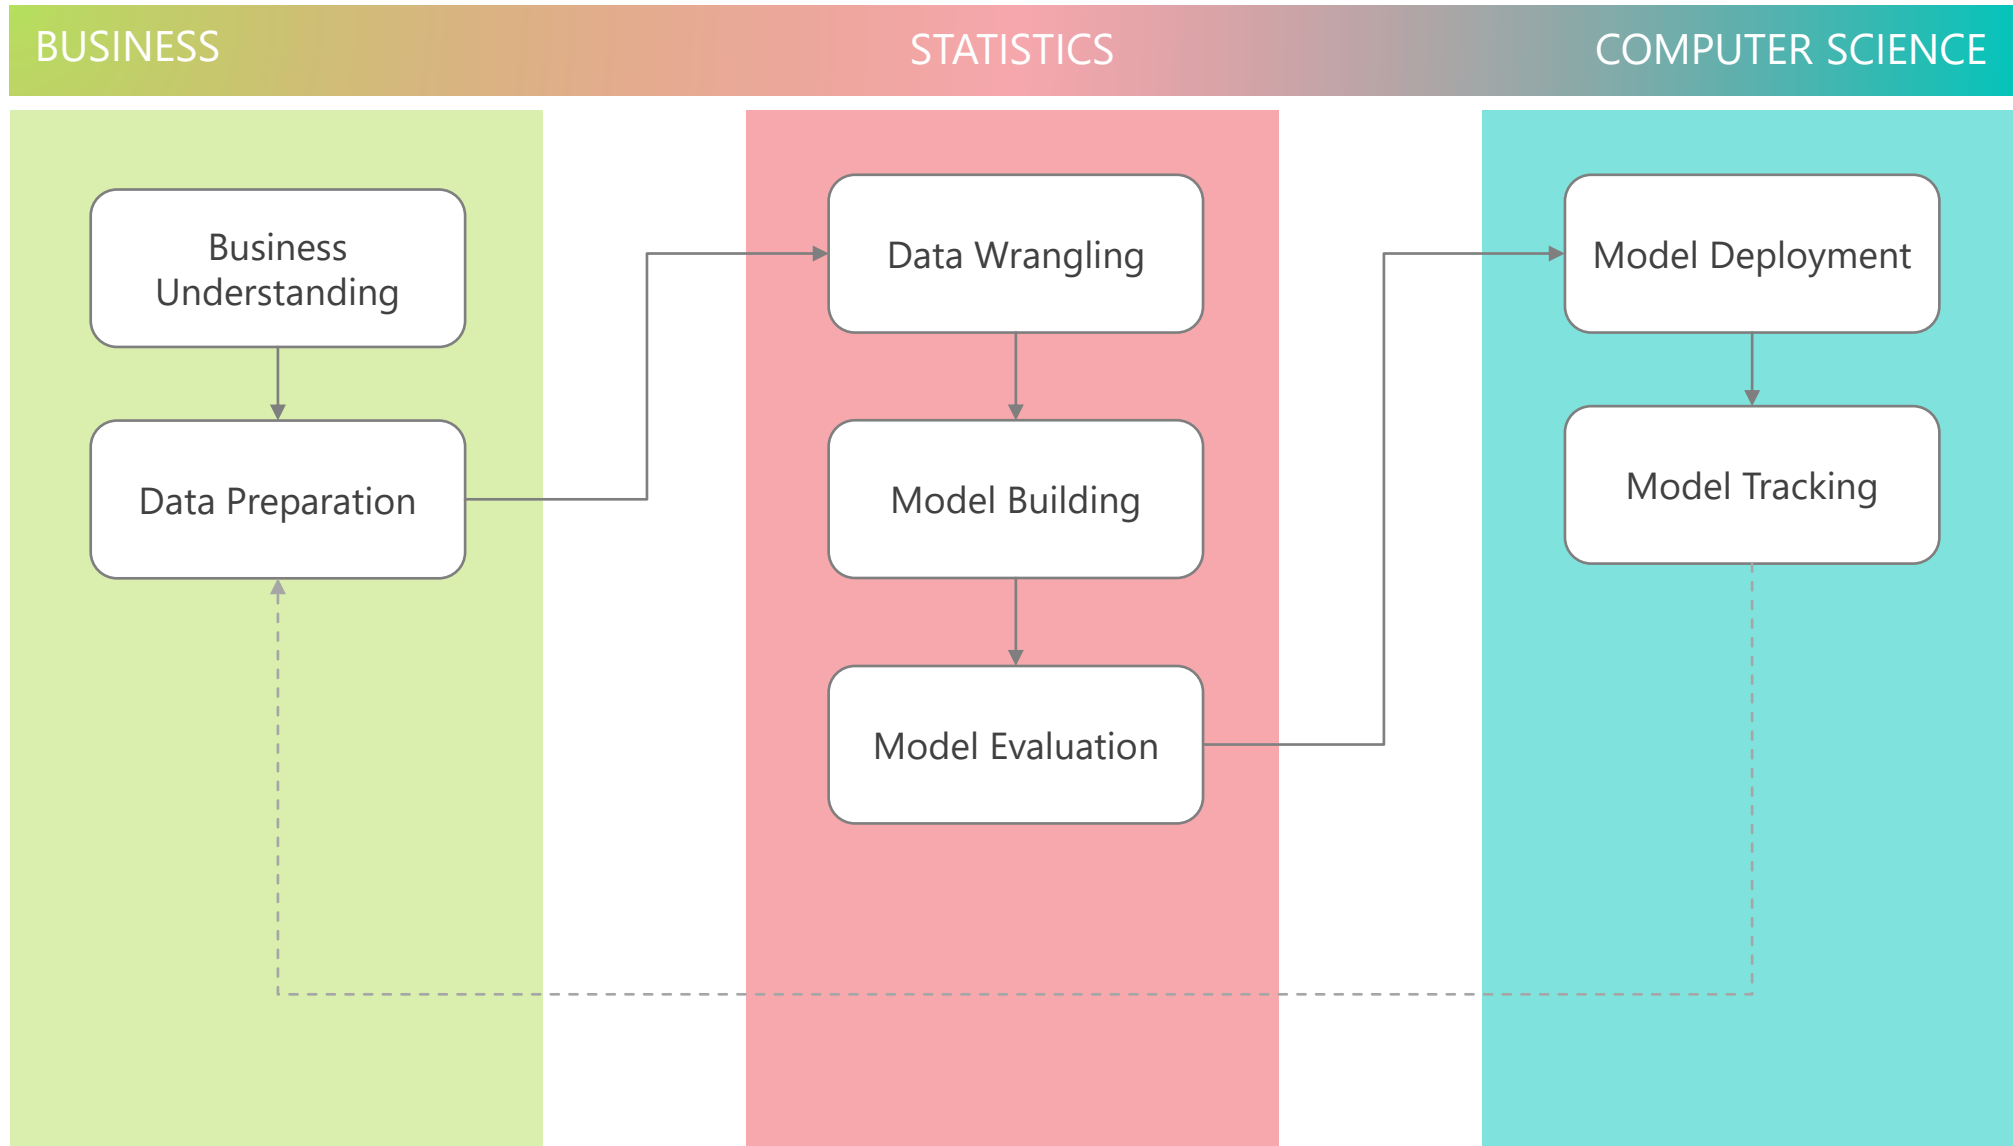 BUSINESS
STATISTICS
COMPUTER SCIENCE
Business
Understanding
Data Preparation
Data Wrangling
Model Building
Model Evaluation
Model Deployment
Model Tracking